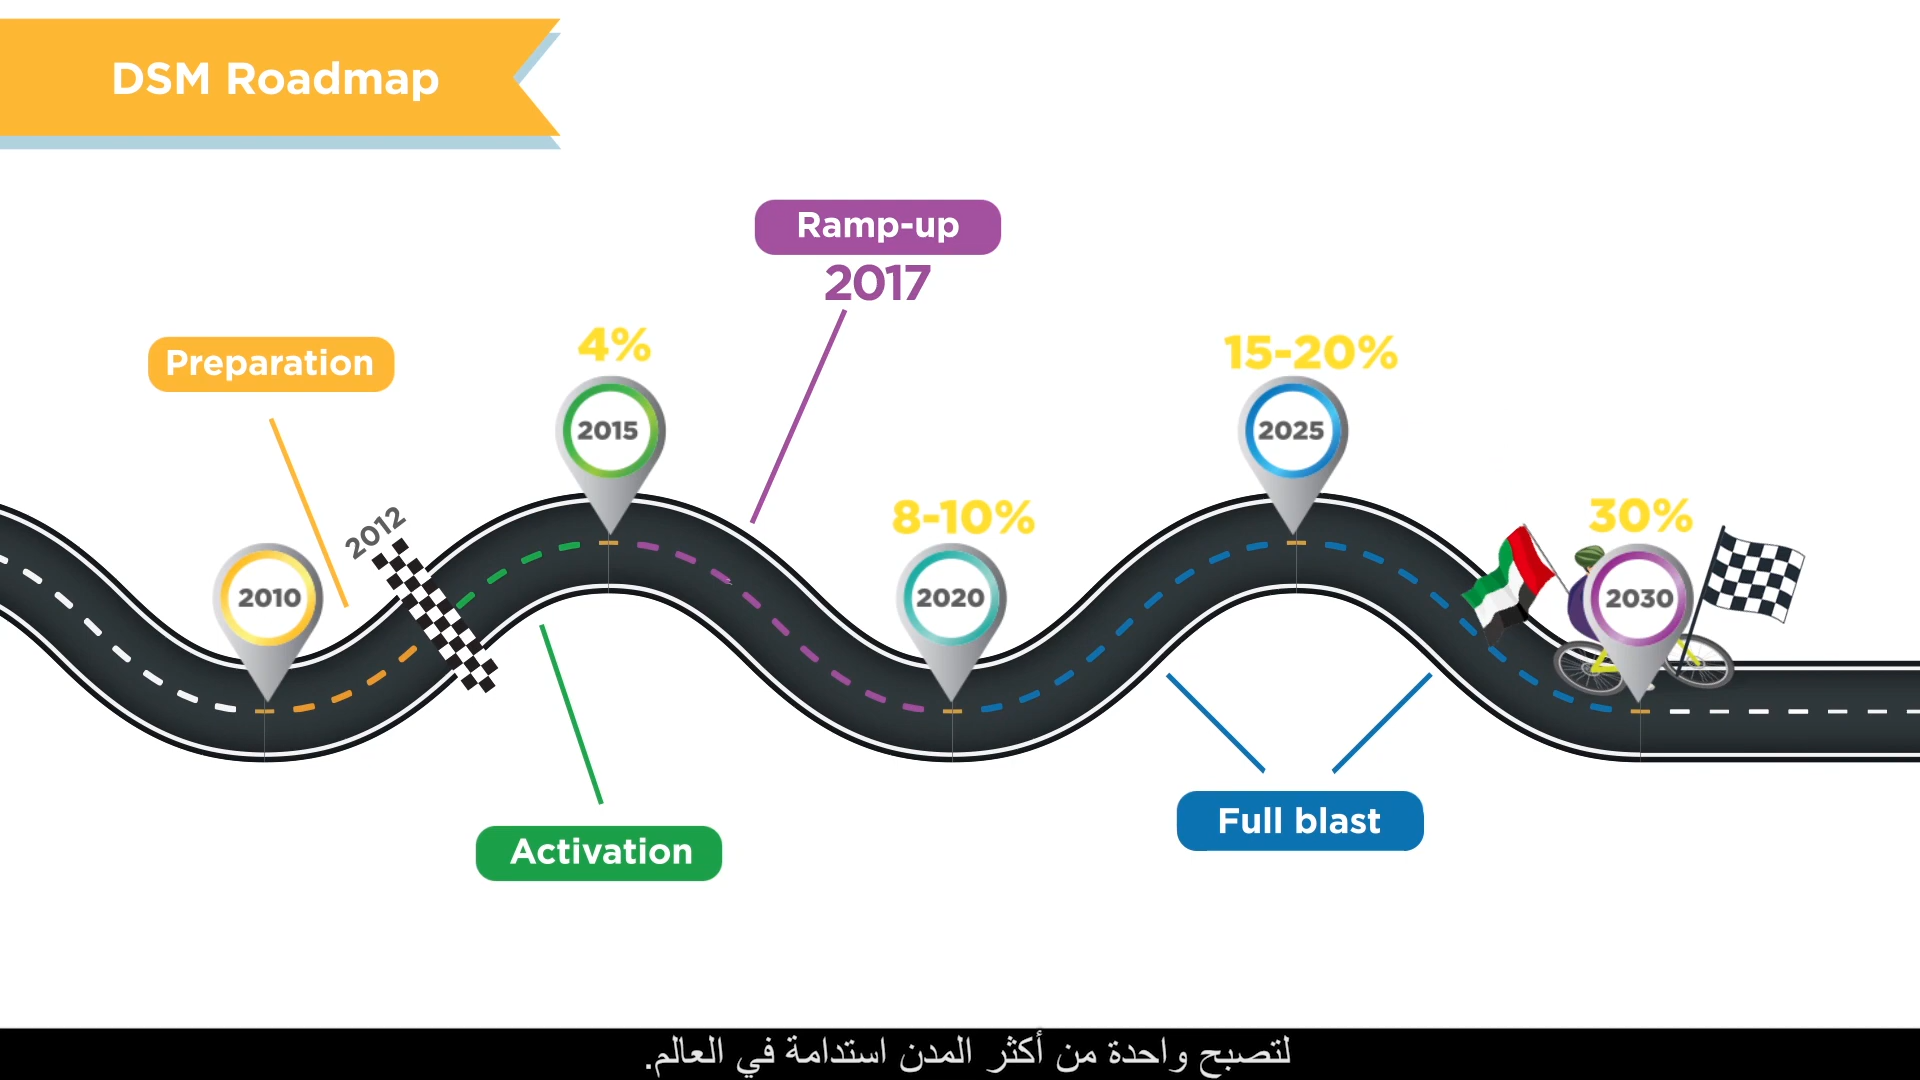 DSM Roadmap
Ramp-up
2017
Preparation
4%
15-20%
2015
2025
2012
8-10%
30%
2010
2020
2030
Full blast
Activation
لتصبح واحدة من أكثر المدن استدامة في العالم.